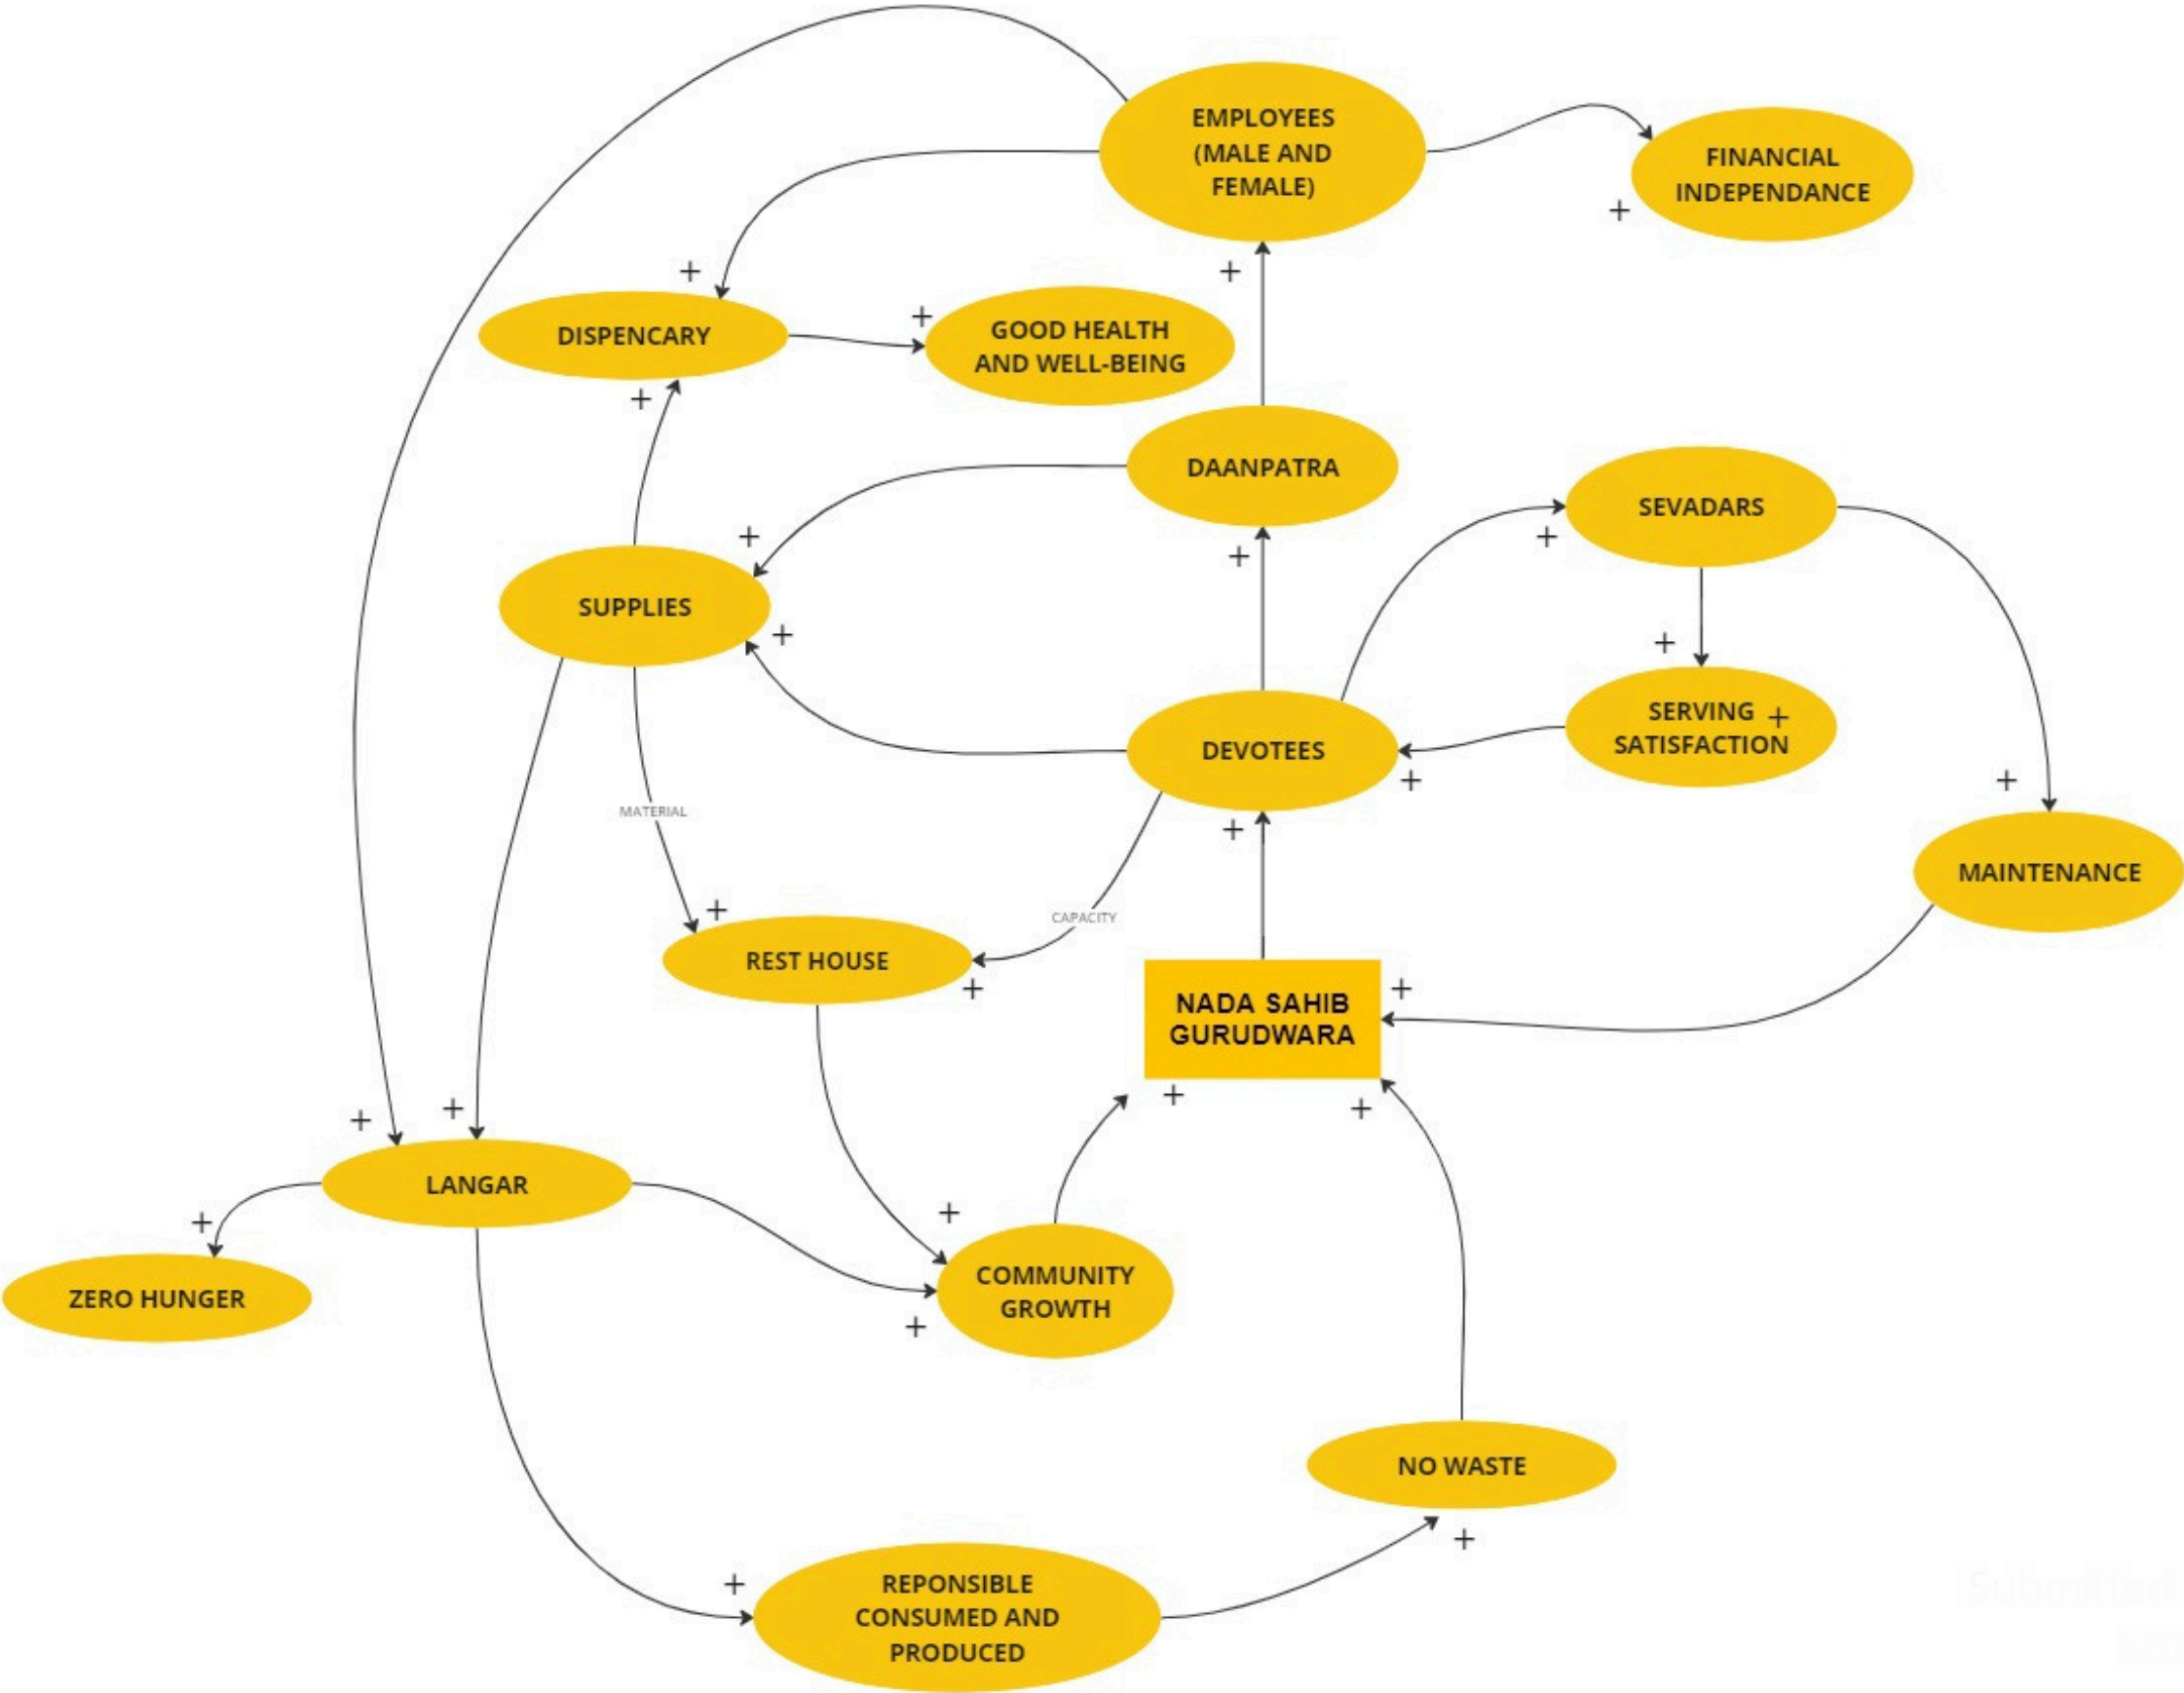 EMPLOYEES
(MALE AND
FEMALE)
FINANCIAL
INDEPENDANCE
+
+
+
DISPENCARY
+
GOOD HEALTH
AND WELL-BEING
+
DAANPATRA
+
SEVADARS
+
+
SUPPLIES
+
+
+
SERVING +
SATISFACTION
DEVOTEES
+
+
MATERIAL
+
MAINTENANCE
+
CAPACITY
REST HOUSE
+
NADA SAHIB
GURUDWARA
+
+
+
+
+
LANGAR
+
+
ZERO HUNGER
COMMUNITY
GROWTH
+
NO WASTE
+
+
REPONSIBLE
CONSUMED AND
PRODUCED
Submitted